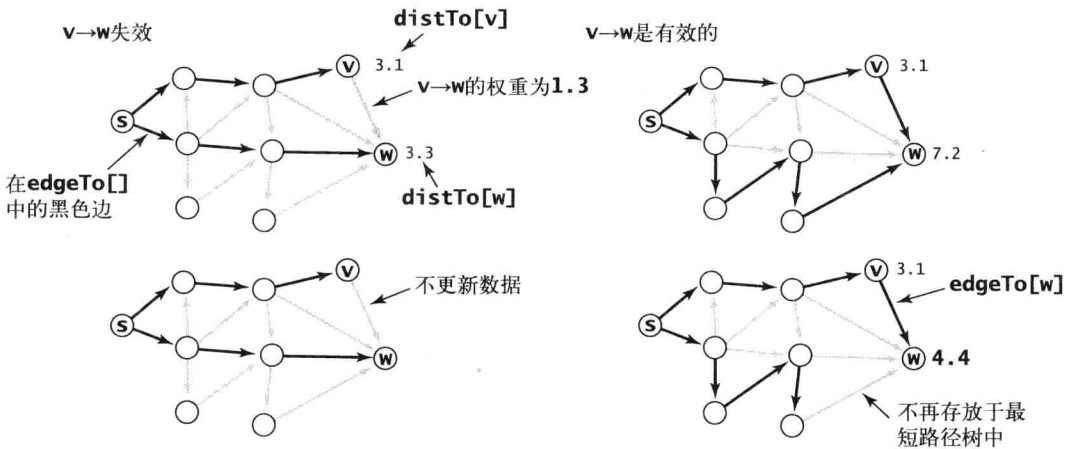 v→w失效
distTo[v]
v
3.1
v→w的权重为1.3
s
w
3.3
distTo[w]
在edgeTo[]
中的黑色边
v→w是有效的
v
3.1
s
w
7.2
v
不更新数据
s
w
v
3.1
edgeTo[w]
s
w
4.4
不再存放于最
短路径树中